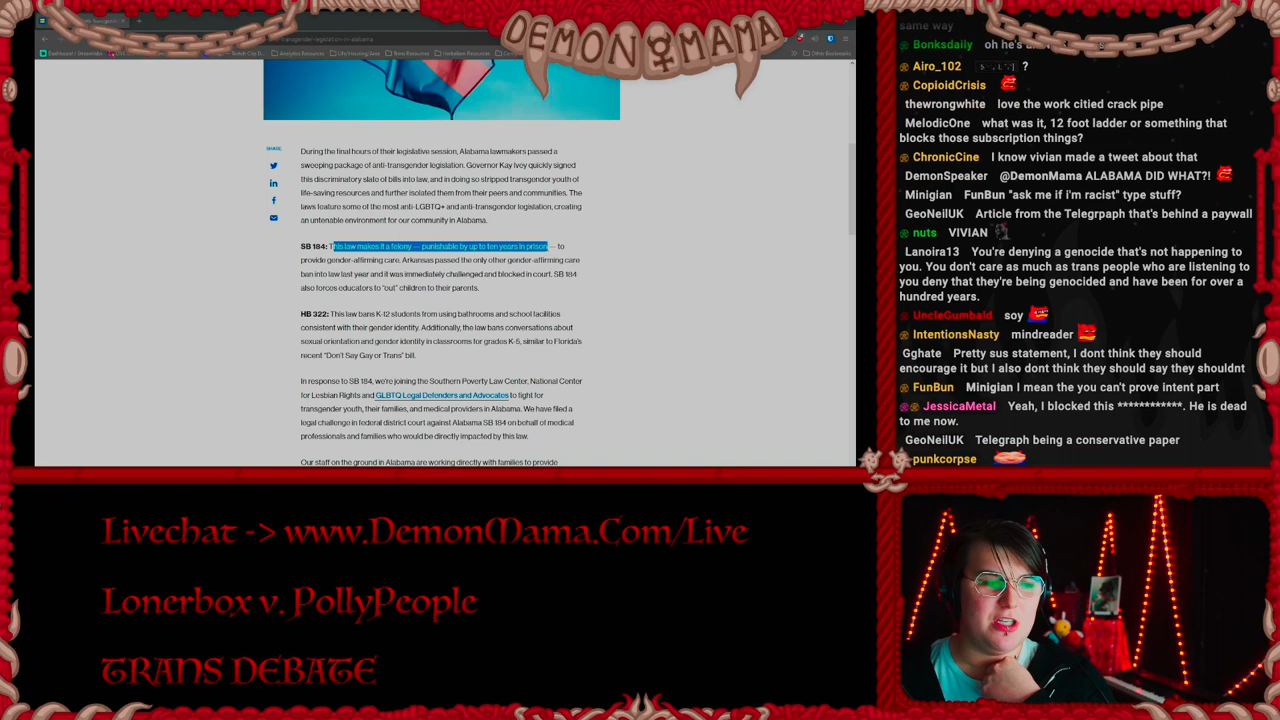 DEMON MAMA
transgender-legislation-in-alabama
Analytics Resources
Trans Resources
Other Bookmarks
SHARE
During the final hours of their legislative session, Alabama lawmakers passed a
sweeping package of anti-transgender legislation. Governor Kay Ivey quickly signed
this discriminatory slate of bills into law, and in doing so stripped transgender youth of
life-saving resources and further isolated them from their peers and communities. The
laws feature some of the most anti-LGBTQ+ and anti-transgender legislation, creating
an untenable environment for our community in Alabama.
SB 184: This law makes it a felony — punishable by up to ten years in prison — to
provide gender-affirming care. Arkansas passed the only other gender-affirming care
ban into law last year and it was immediately challenged and blocked in court. SB 184
also forces educators to “out” children to their parents.
HB 322: This law bans K-12 students from using bathrooms and school facilities
consistent with their gender identity. Additionally, the law bans conversations about
sexual orientation and gender identity in classrooms for grades K-5, similar to Florida’s
recent “Don’t Say Gay or Trans” bill.
In response to SB 184, we’re joining the Southern Poverty Law Center, National Center
for Lesbian Rights and GLBTQ Legal Defenders and Advocates to fight for
transgender youth, their families, and medical providers in Alabama. We have filed a
legal challenge in federal district court against Alabama SB 184 on behalf of medical
professionals and families who would be directly impacted by this law.
Our staff on the ground in Alabama are working directly with families to provide
same way
Bonksdaily oh he's
Airo_102 ?
CopioidCrisis
thewrongwhite love the work citied crack pipe
MelodicOne what was it, 12 foot ladder or something that
blocks those subscription things?
ChronicCine I know vivian made a tweet about that
DemonSpeaker @DemonMama ALABAMA DID WHAT?!
Minigian FunBun "ask me if i'm racist" type stuff?
GeoNeilUK Article from the Telegrpaph that's behind a paywall
nuts VIVIAN
Lanoira13 You're denying a genocide that's not happening to
you. You don't care as much as trans people who are listening to
you deny that they're being genocided and have been for over a
hundred years.
UncleGumbald soy
IntentionsNasty mindreader
Gghate Pretty sus statement, I dont think they should
encourage it but I also dont think they should say they shouldnt
FunBun Minigian I mean the you can't prove intent part
JessicaMetal Yeah, I blocked this ************. He is dead
to me now.
GeoNeilUK Telegraph being a conservative paper
punkcorpse
Livechat -> www.DemonMama.Com/Live
Lonerbox v. PollyPeople
TRANS DEBATE